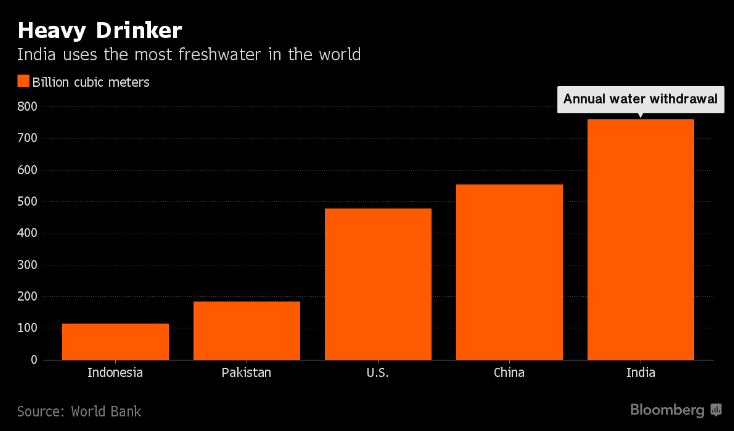 Heavy Drinker
India uses the most freshwater in the world
Billion cubic meters
Annual water withdrawal
800
700
600
500
400
300
200
100
0
Indonesia Pakistan U.S. China India
Source: World Bank
Bloomberg